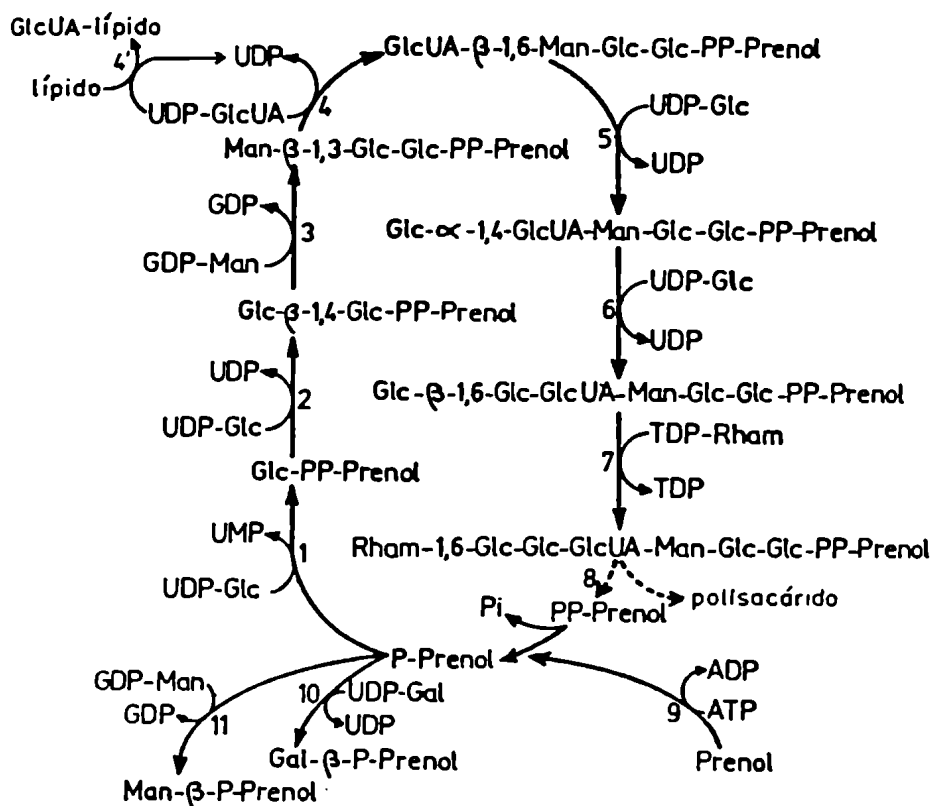 GlcUA-lípido
4'
lípido
UDP
UDP-GlcUA
4
GlcUA-β-1,6-Man-Glc-Glc-PP-Prenol
5
UDP-Glc
UDP
Man-β-1,3-Glc-Glc-PP-Prenol
GDP
3
GDP-Man
Glc-α-1,4-GlcUA-Man-Glc-Glc-PP-Prenol
UDP-Glc
6
UDP
Glc-β-1,4-Glc-PP-Prenol
UDP
2
UDP-Glc
Glc-β-1,6-Glc-GlcUA-Man-Glc-Glc-PP-Prenol
TDP-Rham
7
TDP
Glc-PP-Prenol
UMP
1
UDP-Glc
Rham-1,6-Glc-Glc-GlcUA-Man-Glc-Glc-PP-Prenol
8
polisacárido
Pi
PP-Prenol
P-Prenol
GDP-Man
GDP
11
10
UDP-Gal
UDP
ADP
9
ATP
Prenol
Gal-β-P-Prenol
Man-β-P-Prenol